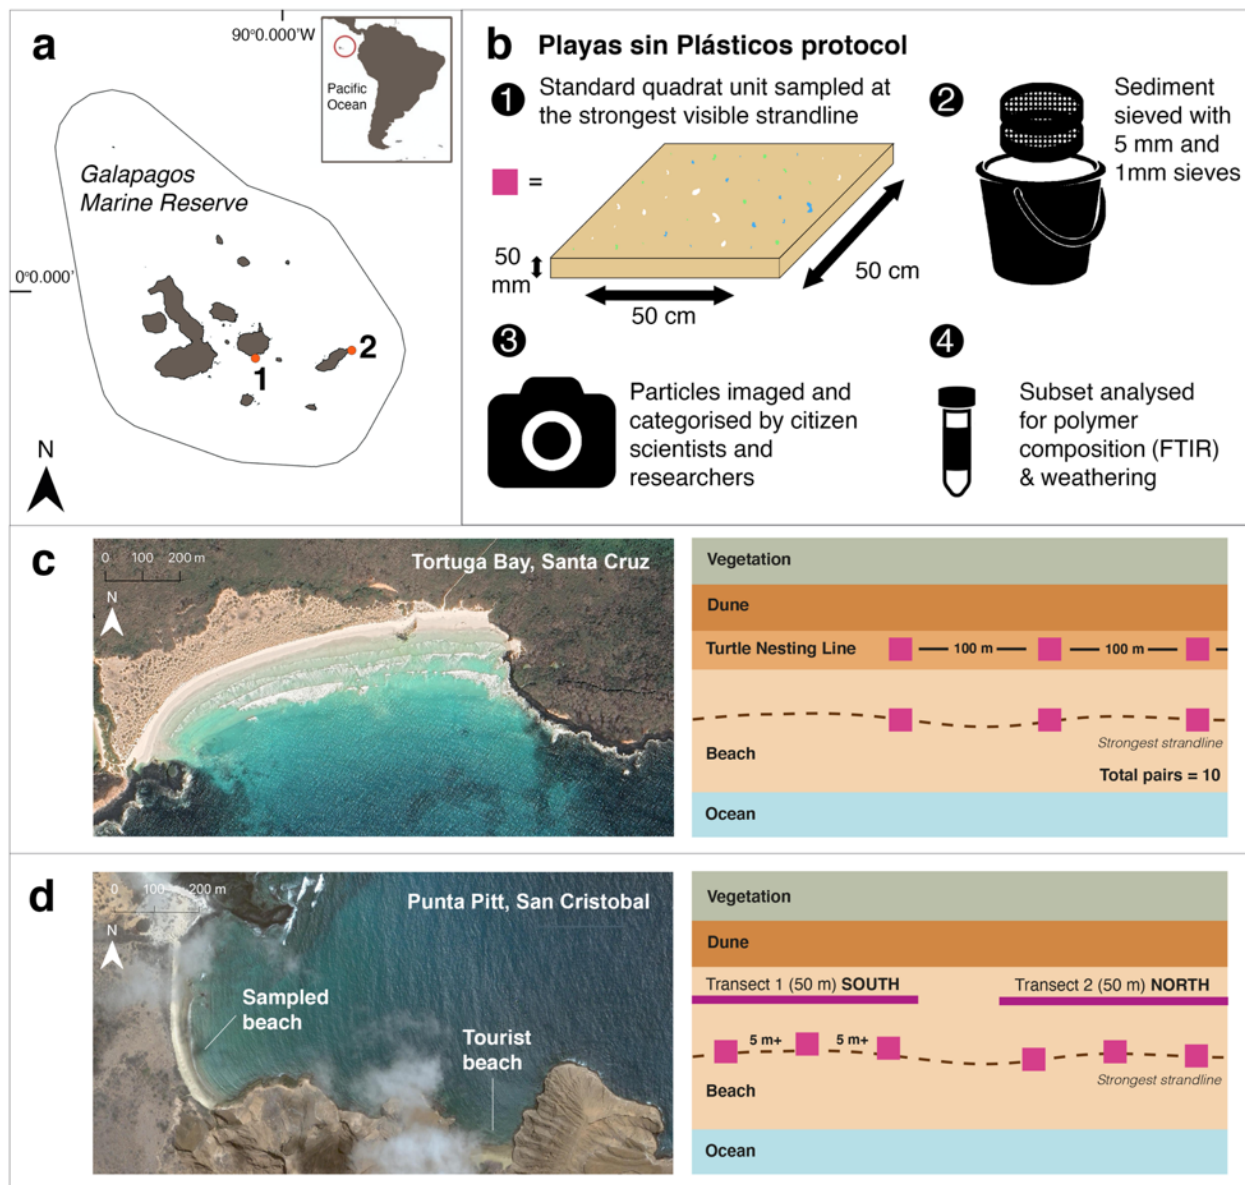 a
90°0.000'W
Pacific
Ocean
Galapagos
Marine Reserve
0°0.000'
1
2
N
b Playas sin Plásticos protocol
1 Standard quadrat unit sampled at
the strongest visible strandline
=
50
mm
50 cm
50 cm
2 Sediment
sieved with
5 mm and
1mm sieves
3
Particles imaged and
categorised by citizen
scientists and
researchers
4
Subset analysed
for polymer
composition (FTIR)
& weathering
c
0 100 200 m
N
Tortuga Bay, Santa Cruz
Vegetation
Dune
Turtle Nesting Line
100 m
100 m
Strongest strandline
Beach
Total pairs = 10
Ocean
d
0 100 200 m
N
Punta Pitt, San Cristobal
Sampled
beach
Tourist
beach
Vegetation
Dune
Transect 1 (50 m) SOUTH
Transect 2 (50 m) NORTH
5 m+
5 m+
Strongest strandline
Beach
Ocean